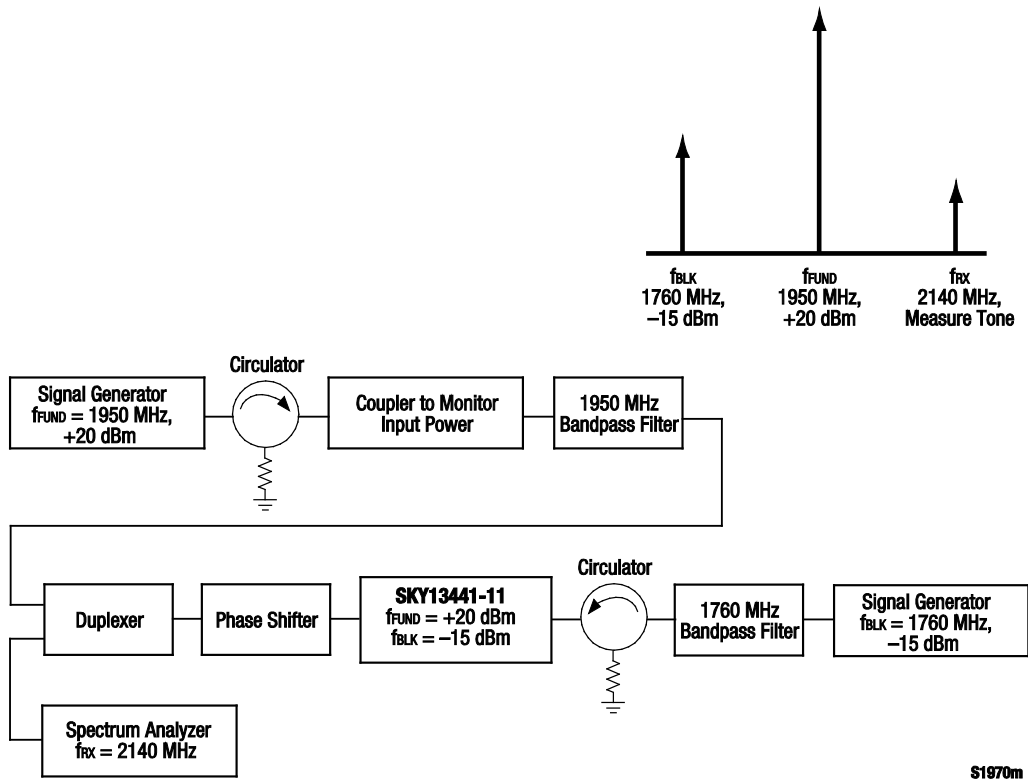 fBLK
1760 MHz,
–15 dBm
fFUND
1950 MHz,
+20 dBm
fRX
2140 MHz,
Measure Tone
Signal Generator
fFUND = 1950 MHz,
+20 dBm
Circulator
Coupler to Monitor
Input Power
1950 MHz
Bandpass Filter
Duplexer
Phase Shifter
SKY13441-11
fFUND = +20 dBm
fBLK = –15 dBm
Circulator
1760 MHz
Bandpass Filter
Signal Generator
fBLK = 1760 MHz,
–15 dBm
Spectrum Analyzer
fRX = 2140 MHz
S1970m